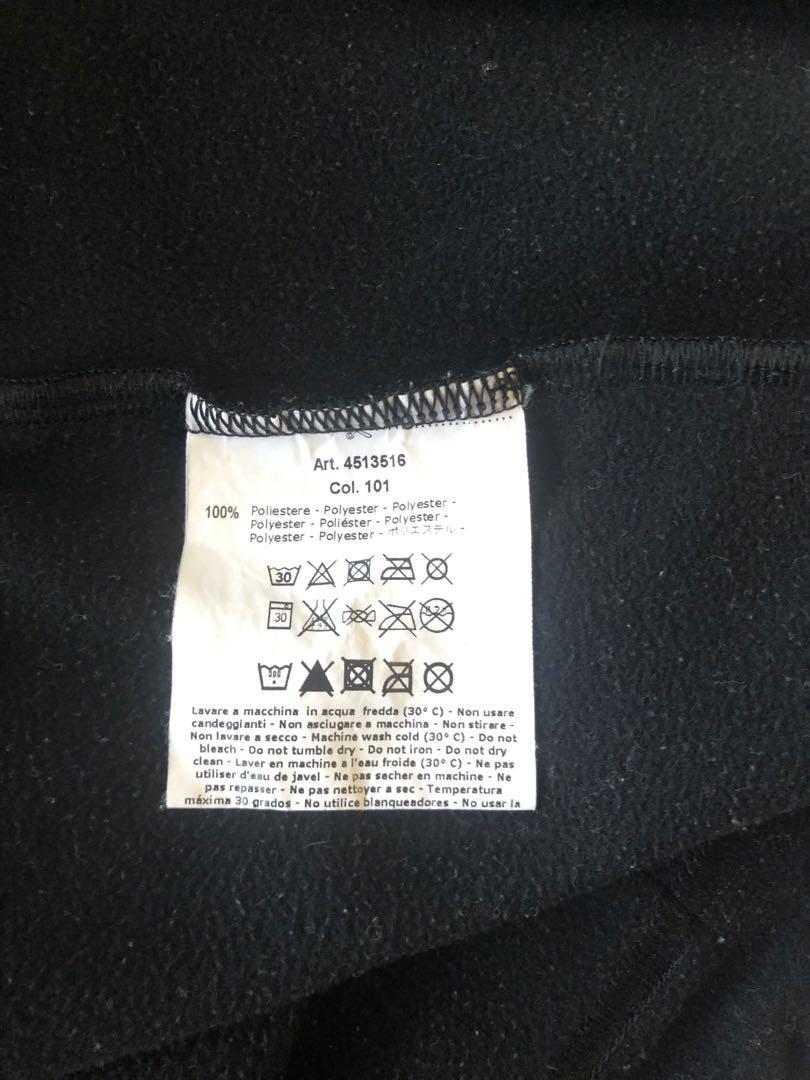 Art. 4513516
Col. 101
100% Poliestere - Polyester - Polyester -
Polyester - Poliéster - Polyester -
Polyester - Polyester - ポリエステル -
30
30
Lavare a macchina in acqua fredda (30° C) - Non usare
candeggianti - Non asciugare a macchina - Non stirare -
Non lavare a secco - Machine wash cold (30° C) - Do not
bleach - Do not tumble dry - Do not iron - Do not dry
clean - Laver en machine a l'eau froide (30° C) - Ne pas
utiliser d'eau de javel - Ne pas secher en machine - Ne
pas repasser - Ne pas nettoyer a sec - Temperatura
máxima 30 grados - No utilice blanqueadores - No usar la